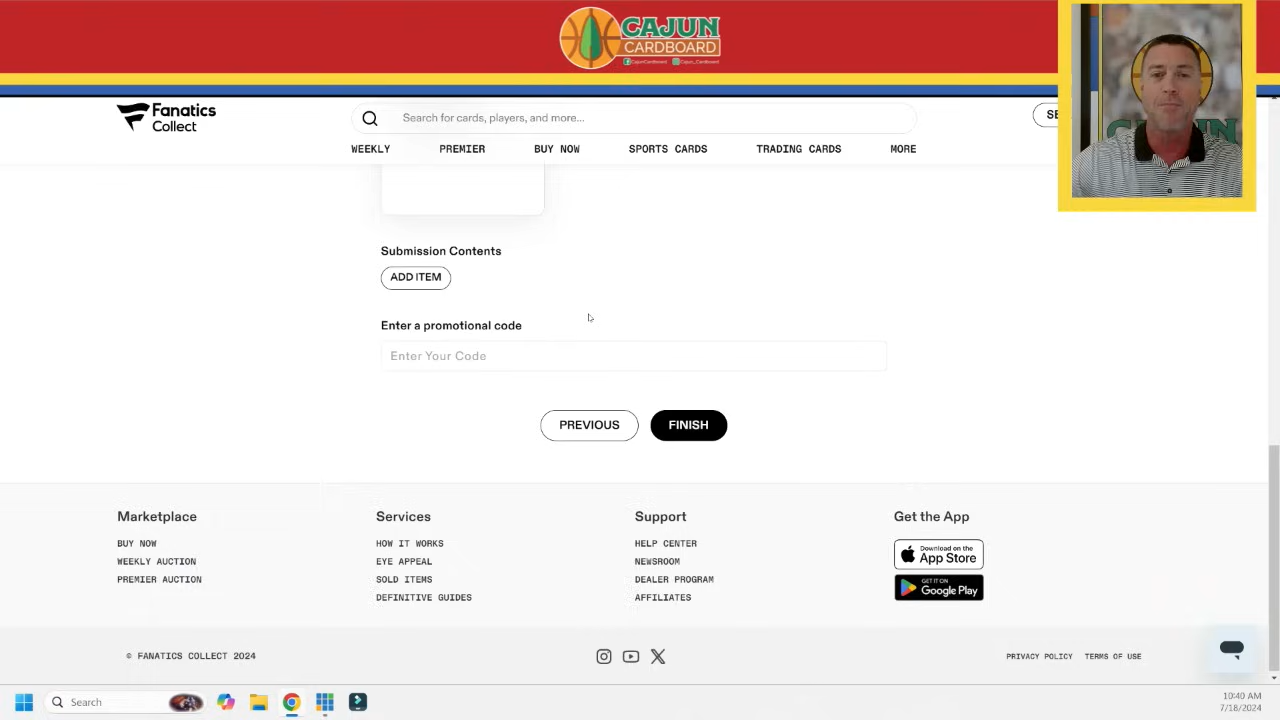 CAJUN
CARDBOARD
CajunCardboard Cajun_Cardboard
Fanatics
Collect
Search for cards, players, and more...
SE
WEEKLY PREMIER BUY NOW SPORTS CARDS TRADING CARDS MORE
Submission Contents
ADD ITEM
Enter a promotional code
Enter Your Code
PREVIOUS FINISH
Marketplace Services Support Get the App
BUY NOW HOW IT WORKS HELP CENTER
WEEKLY AUCTION EYE APPEAL NEWSROOM
PREMIER AUCTION SOLD ITEMS DEALER PROGRAM
DEFINITIVE GUIDES AFFILIATES
Download on the
App Store
GET IT ON
Google Play
© FANATICS COLLECT 2024
PRIVACY POLICY TERMS OF USE
Search
10:40 AM
7/18/2024